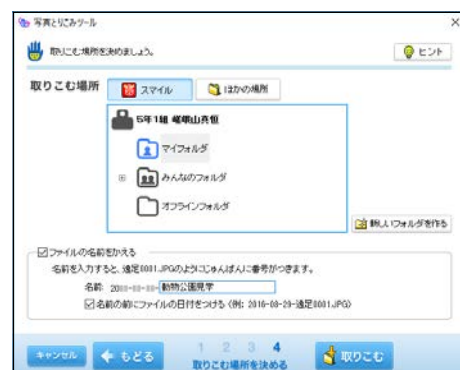 写真とりこみツール
取りこむ場所を決めましょう。
ヒント
取りこむ場所
スマイル
ほかの場所
5年1組
マイフォルダ
みんなのフォルダ
オフラインフォルダ
新しいフォルダを作る
ファイルの名前をかえる
名前を入力すると、遠足0001.JPGのようにじゅんばんに番号がつきます。
名前:
動物公園見学
名前の前にファイルの日付をつける (例: 2016-08-29-遠足0001.JPG)
キャンセル
もどる
1 2 3 4
取りこむ場所を決める
取りこむ